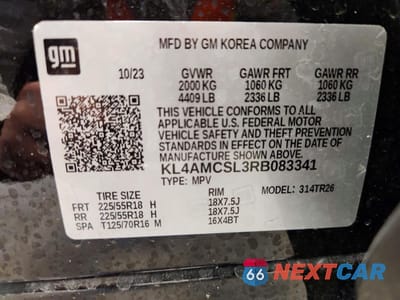 gm
MFD BY GM KOREA COMPANY
10/23 GVWR GAWR FRT GAWR RR
2000 KG 1060 KG 1060 KG
4409 LB 2336 LB 2336 LB
THIS VEHICLE CONFORMS TO ALL
APPLICABLE U.S. FEDERAL MOTOR
VEHICLE SAFETY AND THEFT PREVENTION
STANDARDS IN EFFECT ON THE DATE OF
MANUFACTURE SHOWN ABOVE.
KL4AMCSL3RB083341
TYPE: MPV MODEL: 314TR26
TIRE SIZE RIM
FRT 225/55R18 H 18X7.5J
RR 225/55R18 H 18X7.5J
SPA T125/70R16 M 16X4BT
66 NEXTCAR